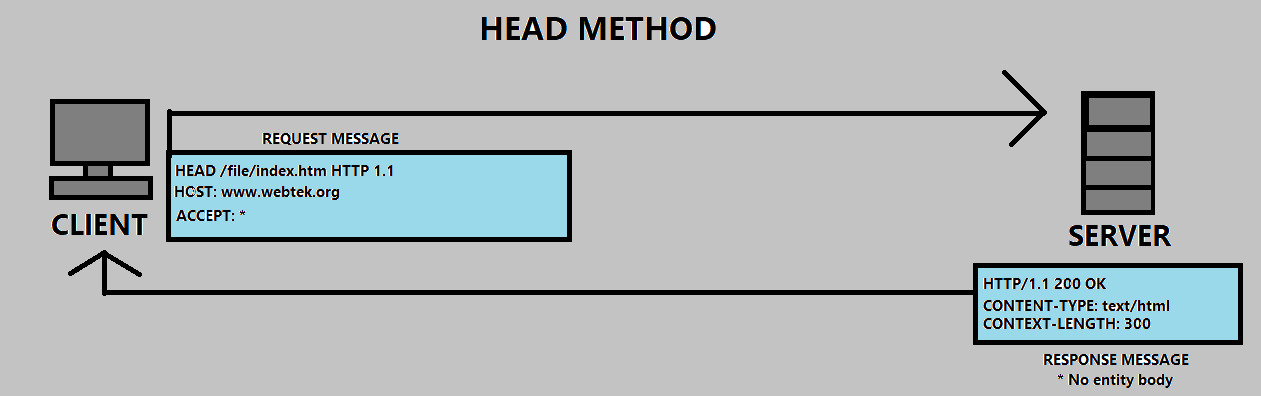 HEAD METHOD
REQUEST MESSAGE
HEAD /file/index.htm HTTP 1.1
HOST: www.webtek.org
ACCEPT: *
CLIENT
SERVER
HTTP/1.1 200 OK
CONTENT-TYPE: text/html
CONTEXT-LENGTH: 300
RESPONSE MESSAGE
* No entity body